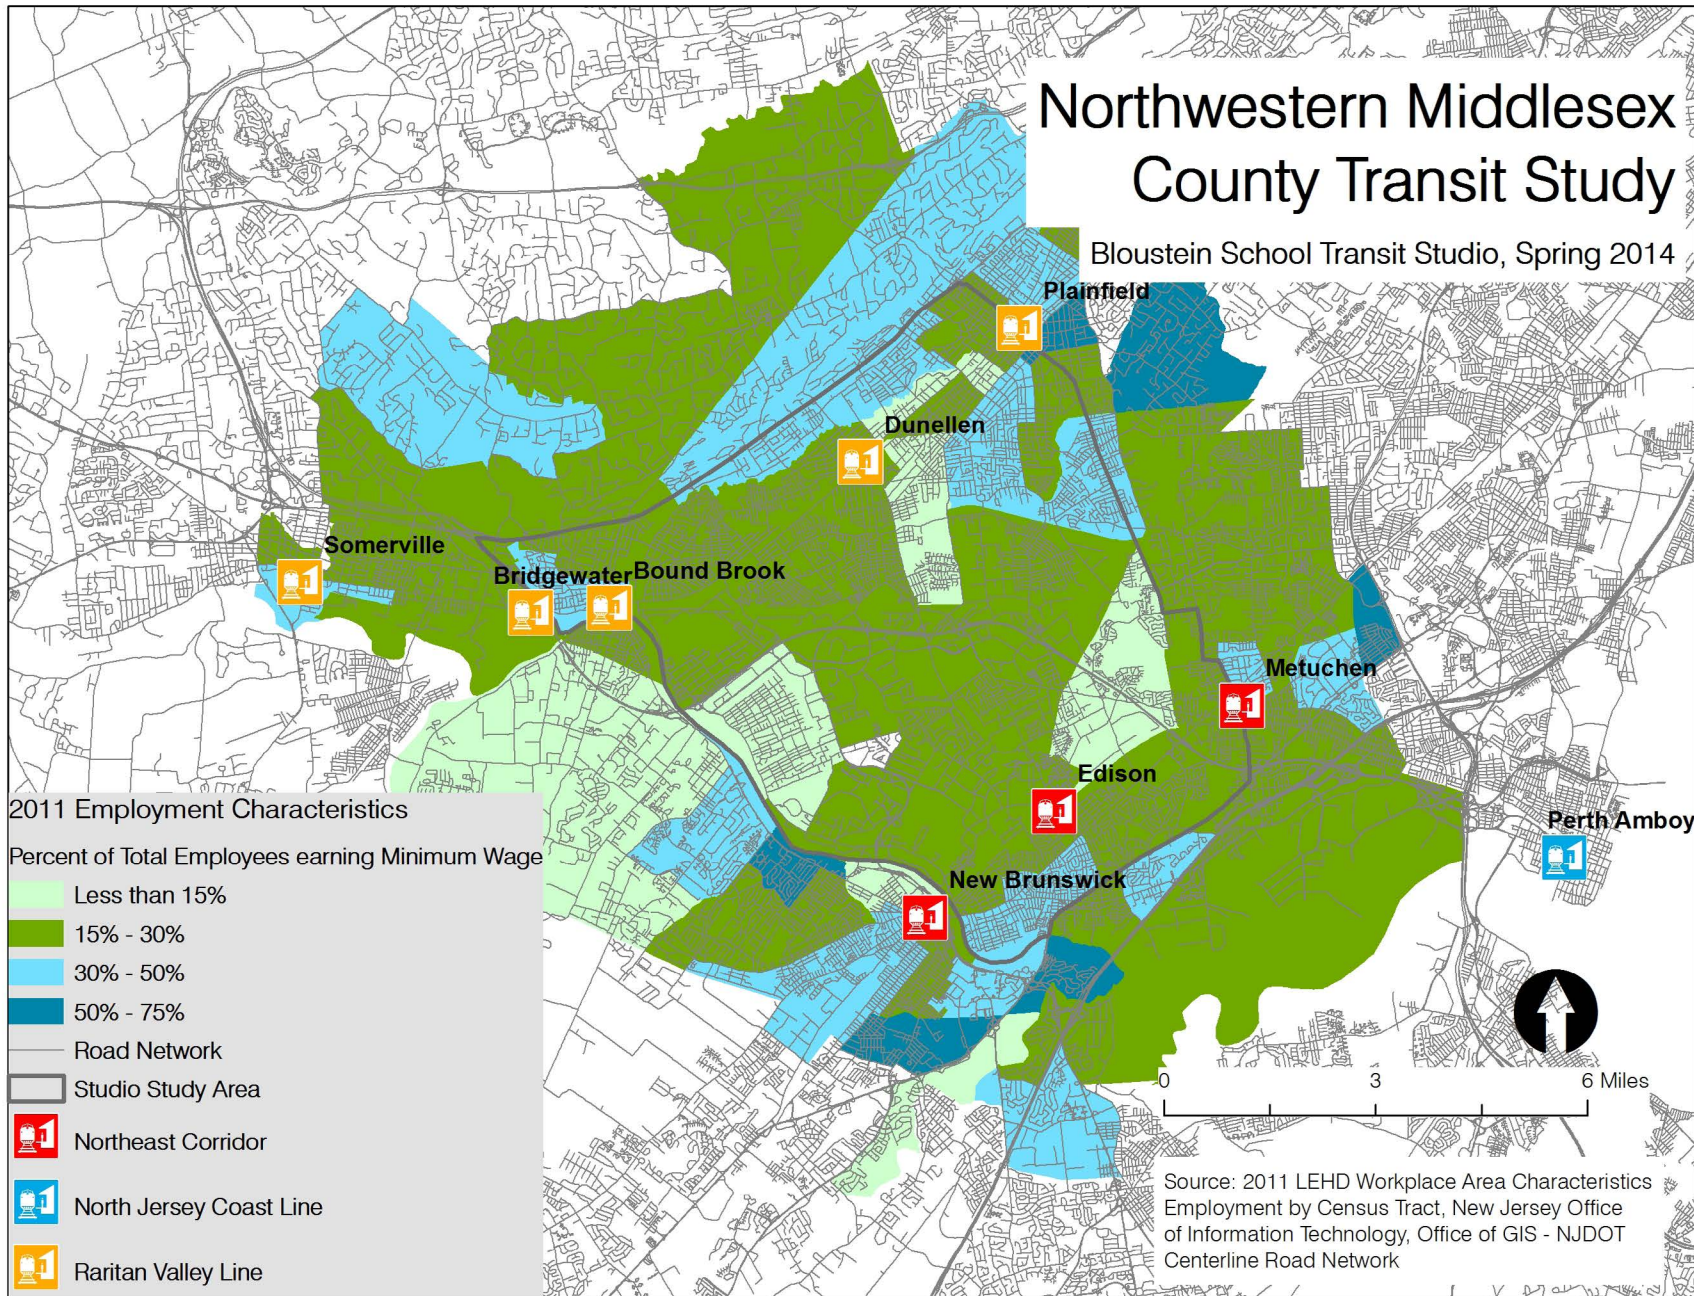 Northwestern Middlesex
County Transit Study
Bloustein School Transit Studio, Spring 2014
Plainfield
Dunellen
Somerville
Bridgewater
Bound Brook
Metuchen
Edison
Perth Amboy
New Brunswick
2011 Employment Characteristics
Percent of Total Employees earning Minimum Wage
Less than 15%
15% - 30%
30% - 50%
50% - 75%
Road Network
Studio Study Area
Northeast Corridor
North Jersey Coast Line
Raritan Valley Line
0 3 6 Miles
Source: 2011 LEHD Workplace Area Characteristics
Employment by Census Tract, New Jersey Office
of Information Technology, Office of GIS - NJDOT
Centerline Road Network